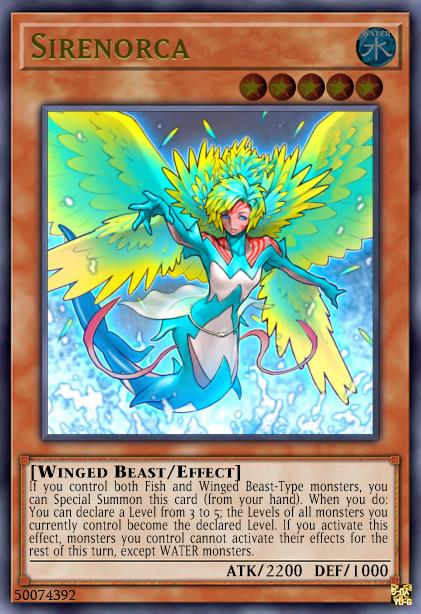 SIRENORCA
WATER
水
[WINGED BEAST/EFFECT]
If you control both Fish and Winged Beast-Type monsters, you
can Special Summon this card (from your hand). When you do:
You can declare a Level from 3 to 5; the Levels of all monsters you
currently control become the declared Level. If you activate this
effect, monsters you control cannot activate their effects for the
rest of this turn, except WATER monsters.
ATK/2200 DEF/1000
50074392